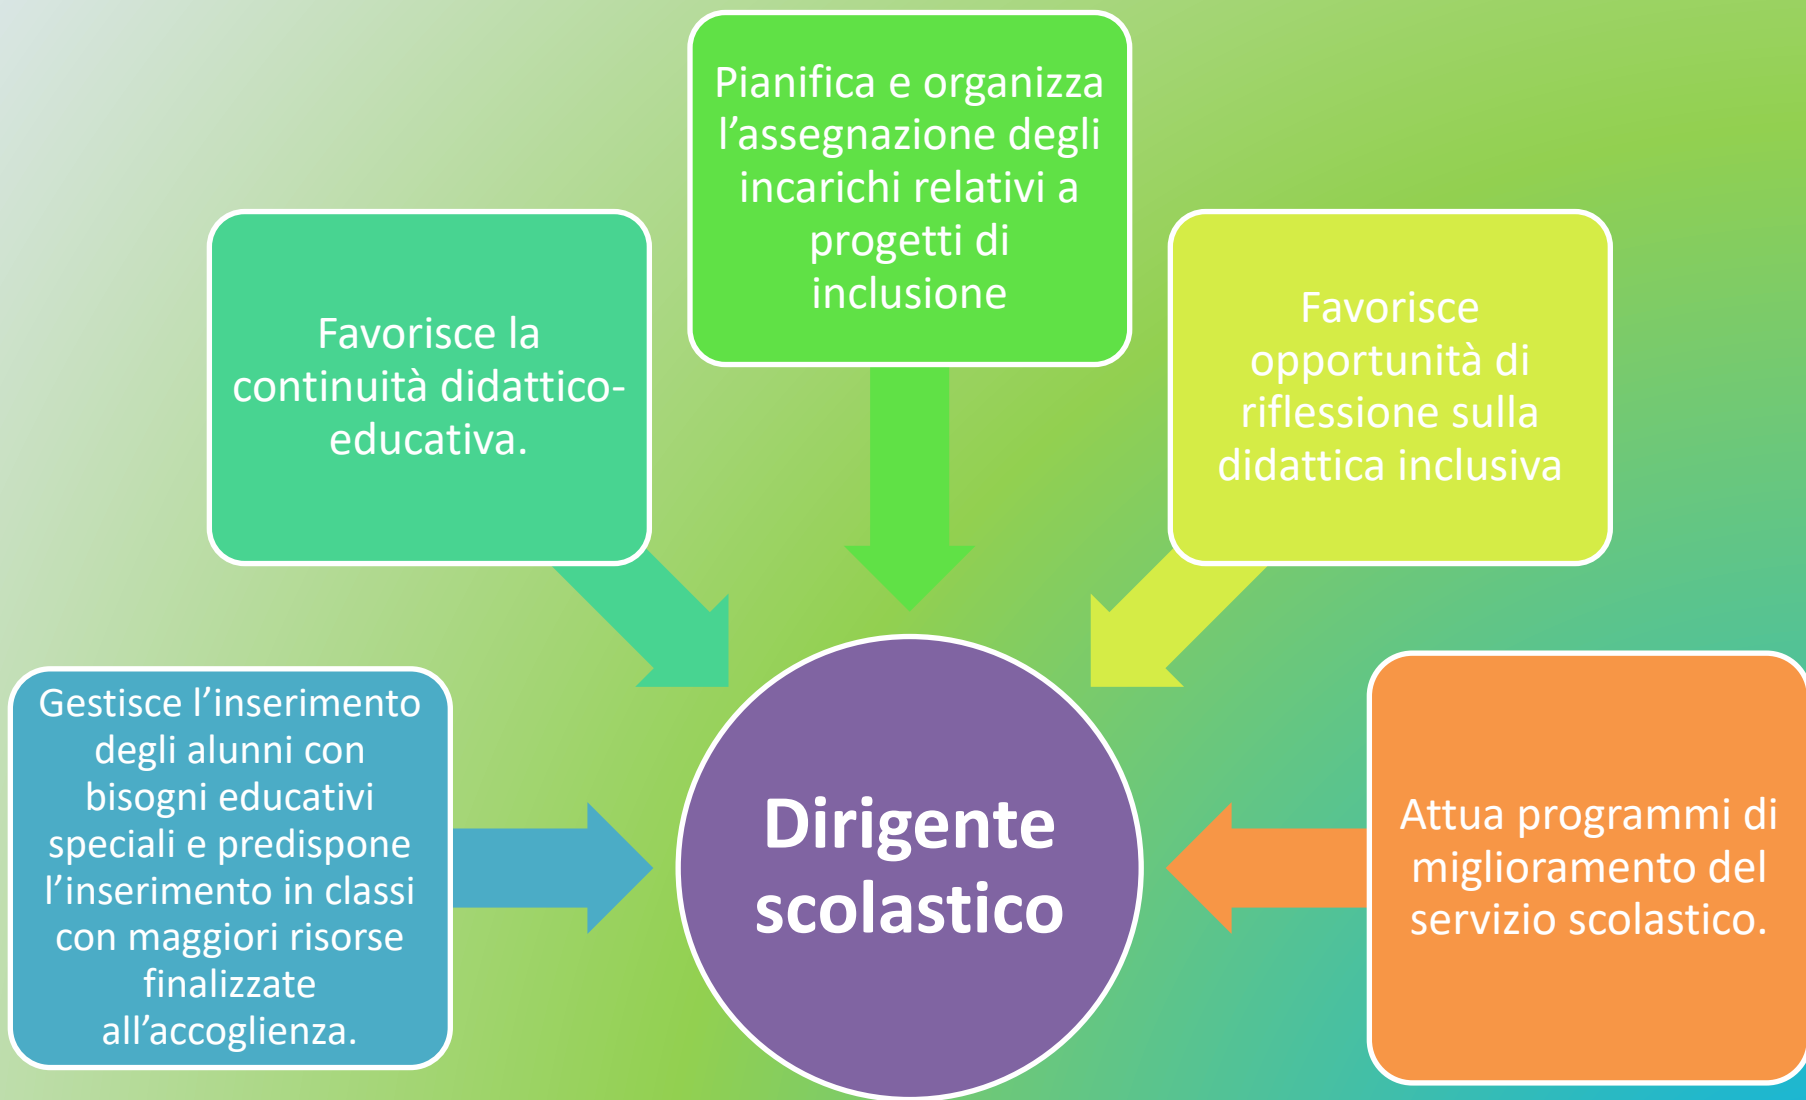 Pianifica e organizza
l’assegnazione degli
incarichi relativi a
progetti di
inclusione
Favorisce la
continuità didattico-
educativa.
Favorisce
opportunità di
riflessione sulla
didattica inclusiva
Gestisce l’inserimento
degli alunni con
bisogni educativi
speciali e predispone
l’inserimento in classi
con maggiori risorse
finalizzate
all’accoglienza.
Dirigente
scolastico
Attua programmi di
miglioramento del
servizio scolastico.